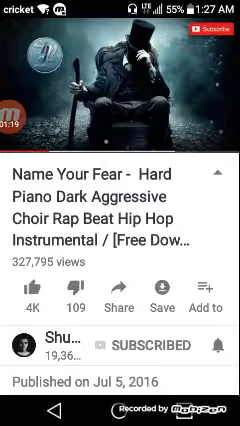 cricket LTE 55% 1:27 AM
Subscribe
01:19
Name Your Fear - Hard
Piano Dark Aggressive
Choir Rap Beat Hip Hop
Instrumental / [Free Dow...
327,795 views
4K 109 Share Save Add to
Shu...
SUBSCRIBED
19,36...
Published on Jul 5, 2016
Recorded by mobizen